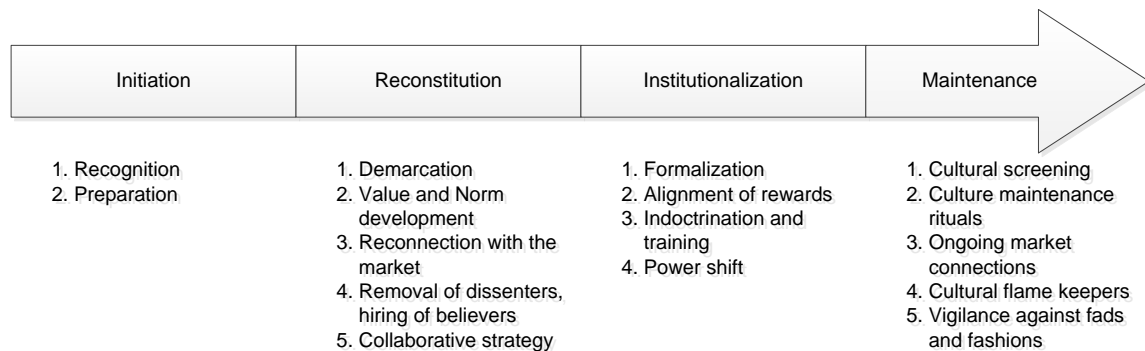 Initiation
Reconstitution
Institutionalization
Maintenance
1. Recognition
2. Preparation
1. Demarcation
2. Value and Norm
development
3. Reconnection with the
market
4. Removal of dissenters,
hiring of believers
5. Collaborative strategy
1. Formalization
2. Alignment of rewards
3. Indoctrination and
training
4. Power shift
1. Cultural screening
2. Culture maintenance
rituals
3. Ongoing market
connections
4. Cultural flame keepers
5. Vigilance against fads
and fashions